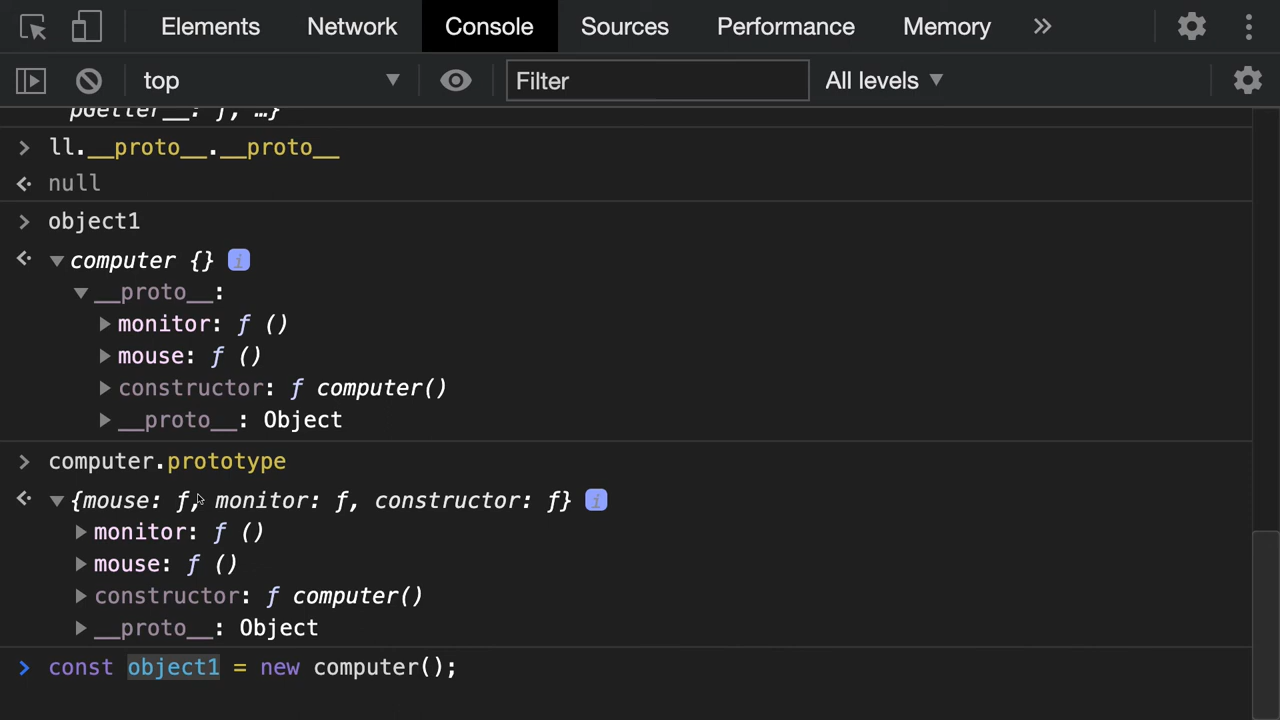 Elements Network Console Sources Performance Memory »
top ▼ Filter All levels ▼
pGetter__: ƒ, …}
> ll.__proto__.__proto__
null
> object1
▼ computer {} i
▼ __proto__:
▶ monitor: ƒ ()
▶ mouse: ƒ ()
▶ constructor: ƒ computer()
▶ __proto__: Object
> computer.prototype
▼ {mouse: ƒ, monitor: ƒ, constructor: ƒ} i
▶ monitor: ƒ ()
▶ mouse: ƒ ()
▶ constructor: ƒ computer()
▶ __proto__: Object
> const object1 = new computer();